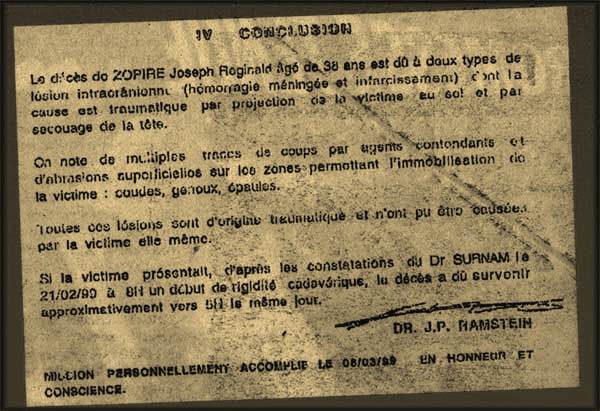 IV CONCLUSION
Le décès de ZOPIRE Joseph Reginald âgé de 38 ans est dû à deux types de
lésion intracrânienne (hémorragie méningée et infarcissement) dont la
cause est traumatique par projection de la victime au sol et par
secouage de la tête.
On note de multiples traces de coups par agents contondants et
d'abrasions superficielles sur les zones permettant l'immobilisation de
la victime : coudes, genoux, épaules.
Toutes ces lésions sont d'origine traumatique et n'ont pu être causées
par la victime elle même.
Si la victime présentait, d'après les constatations du Dr SURNAM le
21/02/99 à 8H un début de rigidité cadavérique, le décès a dû survenir
approximativement vers 5H le même jour.
DR. J.P. RAMSTEIN
MISSION PERSONNELLEMENT ACCOMPLIE LE 06/03/99 EN HONNEUR ET
CONSCIENCE.